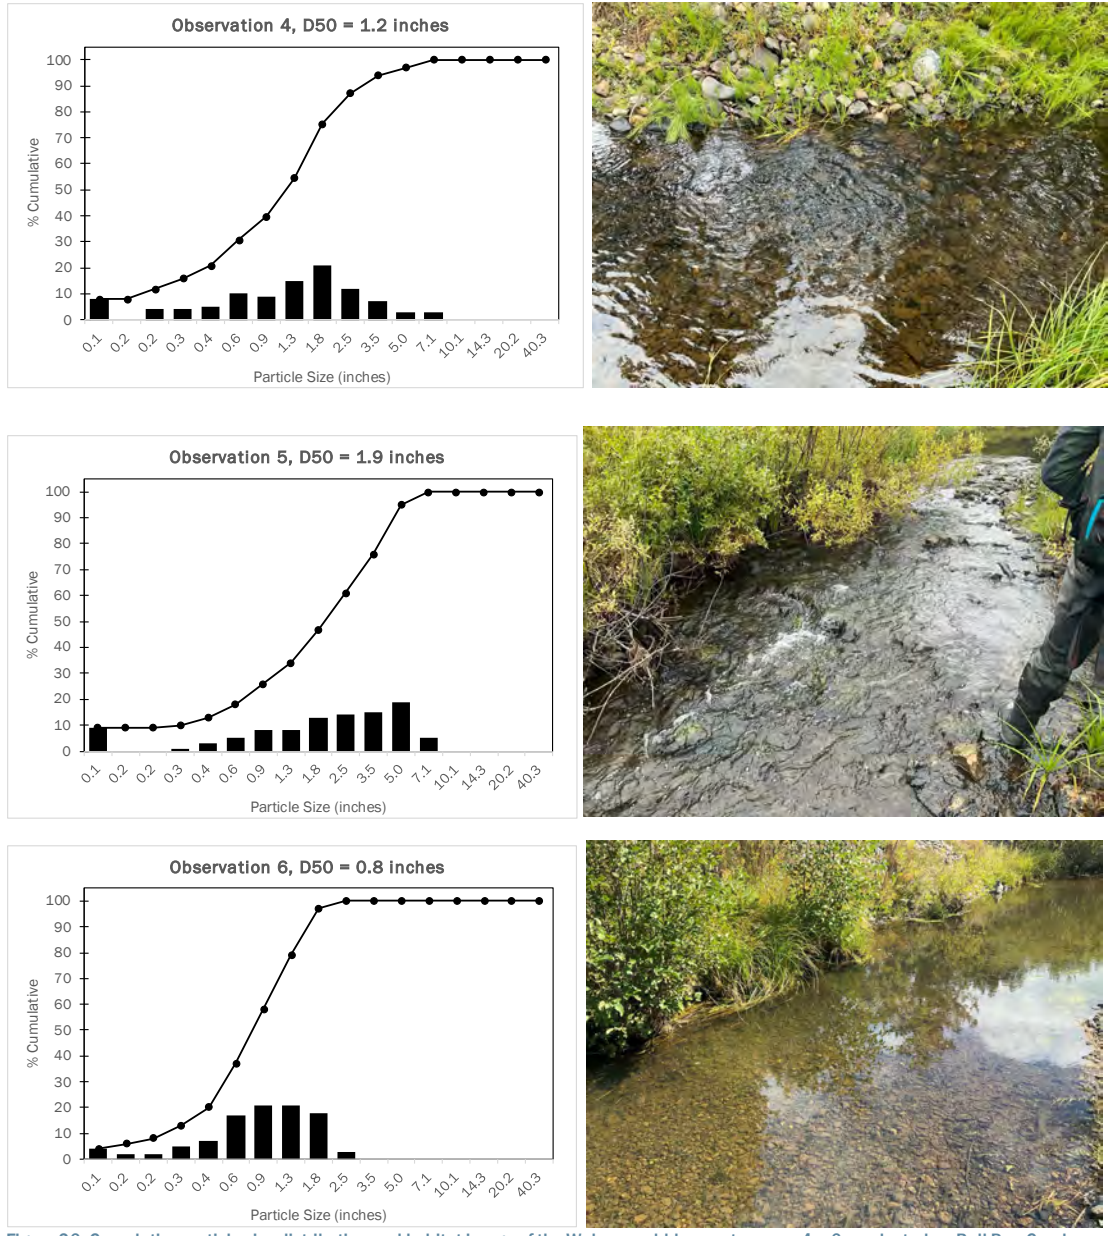 Observation 4, D50 = 1.2 inches
100
90
80
70
60
50
40
30
20
10
0
% Cumulative
0.1 0.2 0.2 0.3 0.4 0.6 0.9 1.3 1.8 2.5 3.5 5.0 7.1 10.1 14.3 20.2 40.3
Particle Size (inches)
Observation 5, D50 = 1.9 inches
100
90
80
70
60
50
40
30
20
10
0
% Cumulative
0.1 0.2 0.2 0.3 0.4 0.6 0.9 1.3 1.8 2.5 3.5 5.0 7.1 10.1 14.3 20.2 40.3
Particle Size (inches)
Observation 6, D50 = 0.8 inches
100
90
80
70
60
50
40
30
20
10
0
% Cumulative
0.1 0.2 0.2 0.3 0.4 0.6 0.9 1.3 1.8 2.5 3.5 5.0 7.1 10.1 14.3 20.2 40.3
Particle Size (inches)